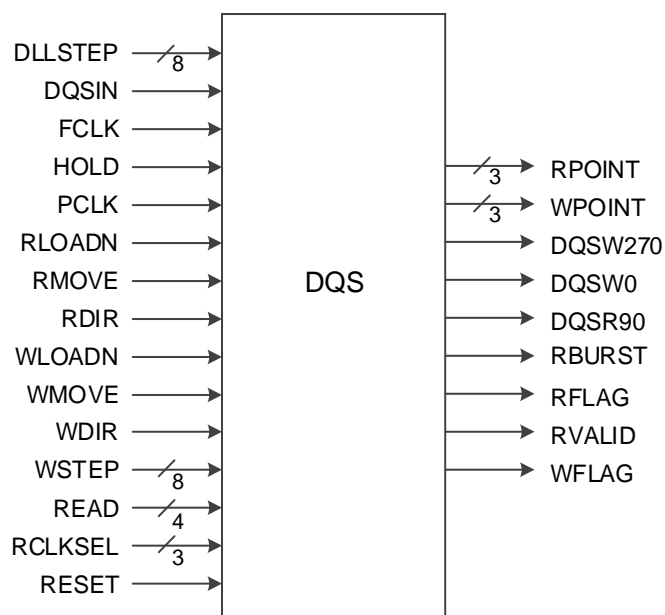 DLLSTEP
8
DQSIN
FCLK
HOLD
PCLK
RLOADN
RMOVE
RDIR
WLOADN
WMOVE
WDIR
WSTEP
8
READ
4
RCLKSEL
3
RESET
DQS
3
RPOINT
3
WPOINT
DQSW270
DQSW0
DQSR90
RBURST
RFLAG
RVALID
WFLAG